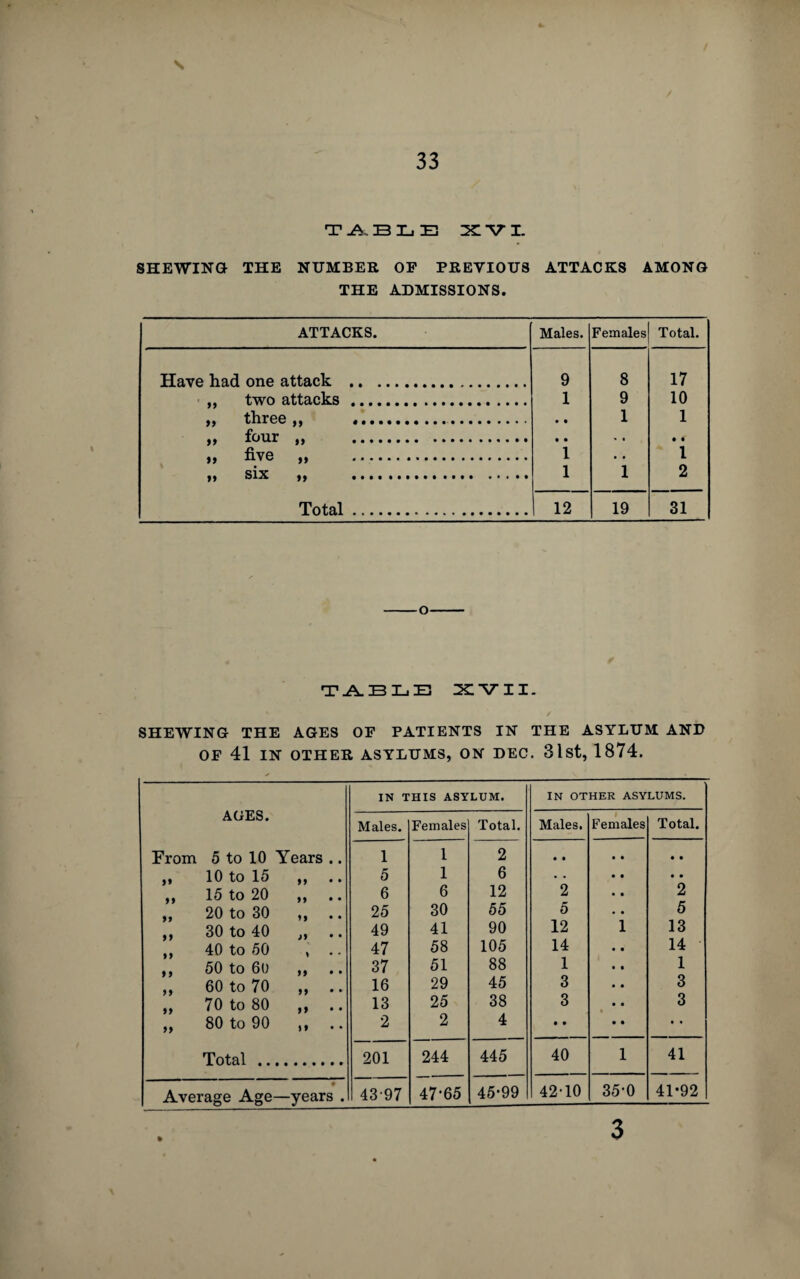 33
TABLE XVI.
SHEWING THE NUMBER OF PREVIOUS ATTACKS AMONG
THE ADMISSIONS.
ATTACKS. Males. Females Total.
Have had one attack .. .................... 9 8 17
„ two attacks ........................ 1 9 10
„ three „ ........................ .. 1 1
„ four „ ........................ .. .. ..
„ five „ ........................ 1 .. 1
„ six „ ........................ 1 1 2
Total ........................ 12 19 31
——o——
TABLE XVII.
SHEWING THE AGES OF PATIENTS IN THE ASYLUM AND
OF 41 IN OTHER ASYLUMS, ON DEC. 31st, 1874.
AGES. IN THIS ASYLUM. IN OTHER ASYLUMS.
Males. Females Total. Males. Females Total.
From 5 to 10 Years .. 1 1 2 .. .. ..
„ 10 to 15 „ .. 5 1 6 .. .. ..
„ 15 to 20 „ .. 6 6 12 2 .. 2
„ 20 to 30 „ .. 25 30 55 5 .. 5
„ 30 to 40 „ .. 49 41 90 12 1 13
„ 40 to 50 , .. 47 58 105 14 .. 14
„ 50 to 60 „ .. 37 51 88 1 .. 1
„ 60 to 70 „ .. 16 29 45 3 .. 3
„ 70 to 80 „ .. 13 25 38 3 .. 3
„ 80 to 90 „ .. 2 2 4 .. .. ..
Total ........... 201 244 445 40 1 41
Average Age—years . 43·97 47·65 45·99 42·10 35·0 41·92
3